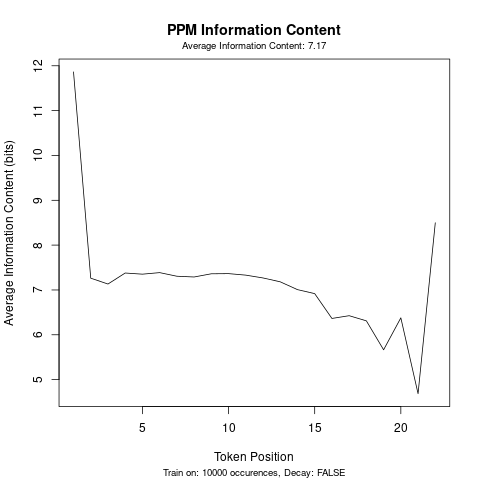 PPM Information Content
Average Information Content: 7.17
Average Information Content (bits)
12
11
10
9
8
7
6
5
5
10
15
20
Token Position
Train on: 10000 occurences, Decay: FALSE